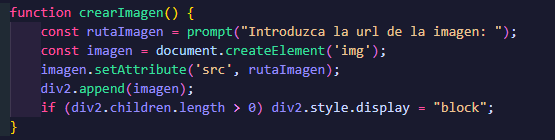 function crearImagen() {
    const rutaImagen = prompt("Introduzca la url de la imagen: ");
    const imagen = document.createElement('img');
    imagen.setAttribute('src', rutaImagen);
    div2.append(imagen);
    if (div2.children.length > 0) div2.style.display = "block";
}